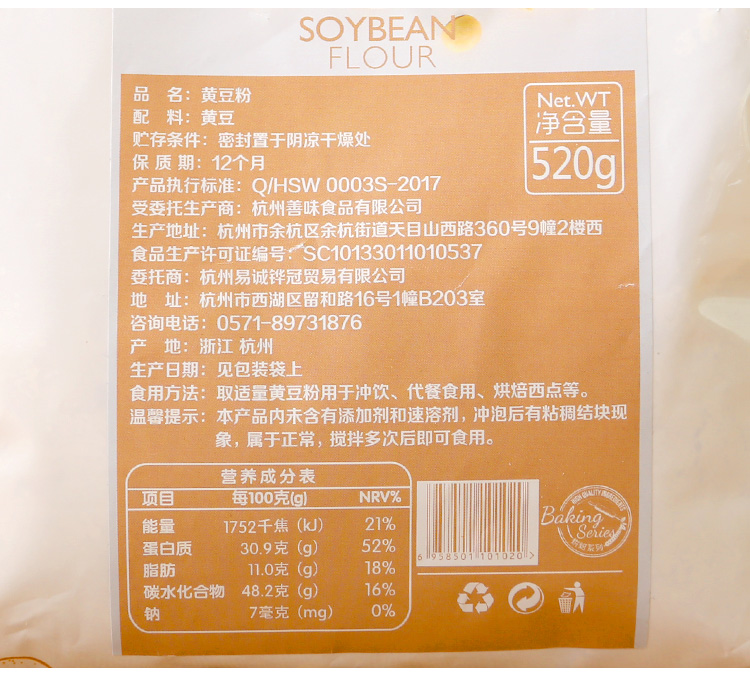 SOYBEAN
FLOUR
品 名：黄豆粉
配 料：黄豆
贮存条件：密封置于阴凉干燥处
保 质 期：12个月
产品执行标准：Q/HSW 0003S-2017
受委托生产商：杭州善味食品有限公司
生产地址：杭州市余杭区余杭街道天目山西路360号9幢2楼西
食品生产许可证编号：SC10133011010537
委托商：杭州易诚铧冠贸易有限公司
地 址：杭州市西湖区留和路16号1幢B203室
咨询电话：0571-89731876
产 地：浙江 杭州
生产日期：见包装袋上
食用方法：取适量黄豆粉用于冲饮、代餐食用、烘焙西点等。
温馨提示：本产品内未含有添加剂和速溶剂，冲泡后有粘稠结块现
象，属于正常，搅拌多次后即可食用。
Net.WT
净含量
520g
营养成分表
项目 每100克(g) NRV%
能量 1752千焦（kJ） 21%
蛋白质 30.9克（g） 52%
脂肪 11.0克（g） 18%
碳水化合物 48.2克（g） 16%
钠 7毫克（mg） 0%
6 958501 101020 >
HIGH QUALITY INGREDIENTS
Baking
Series
烘焙系列